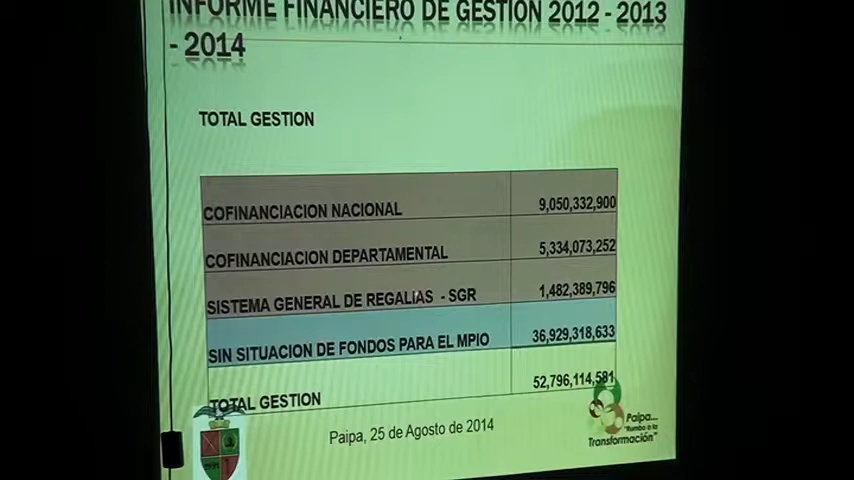 INFORME FINANCIERO DE GESTION 2012 - 2013
- 2014
TOTAL GESTION
COFINANCIACION NACIONAL 9,050,332,900
COFINANCIACION DEPARTAMENTAL 5,334,073,252
SISTEMA GENERAL DE REGALIAS - SGR 1,482,389,796
SIN SITUACION DE FONDOS PARA EL MPIO 36,929,318,633
TOTAL GESTION 52,796,114,581
Paipa, 25 de Agosto de 2014
Paipa...
"Rumbo a la
Transformación"